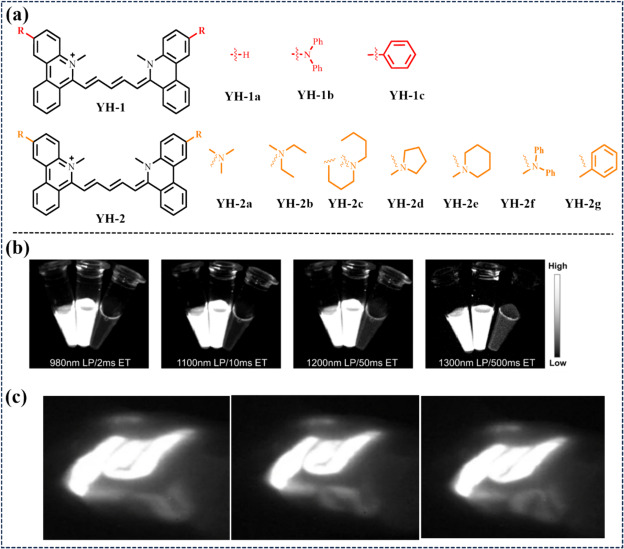 (a)
R
R
H
Ph
N
Ph
N+
N
YH-1
YH-1a
YH-1b
YH-1c
R
R
N
N
N
N
N
N
Ph
Ph
N+
N
YH-2
YH-2a
YH-2b
YH-2c
YH-2d
YH-2e
YH-2f
YH-2g
(b)
High
Low
980nm LP/2ms ET
1100nm LP/10ms ET
1200nm LP/50ms ET
1300nm LP/500ms ET
(c)